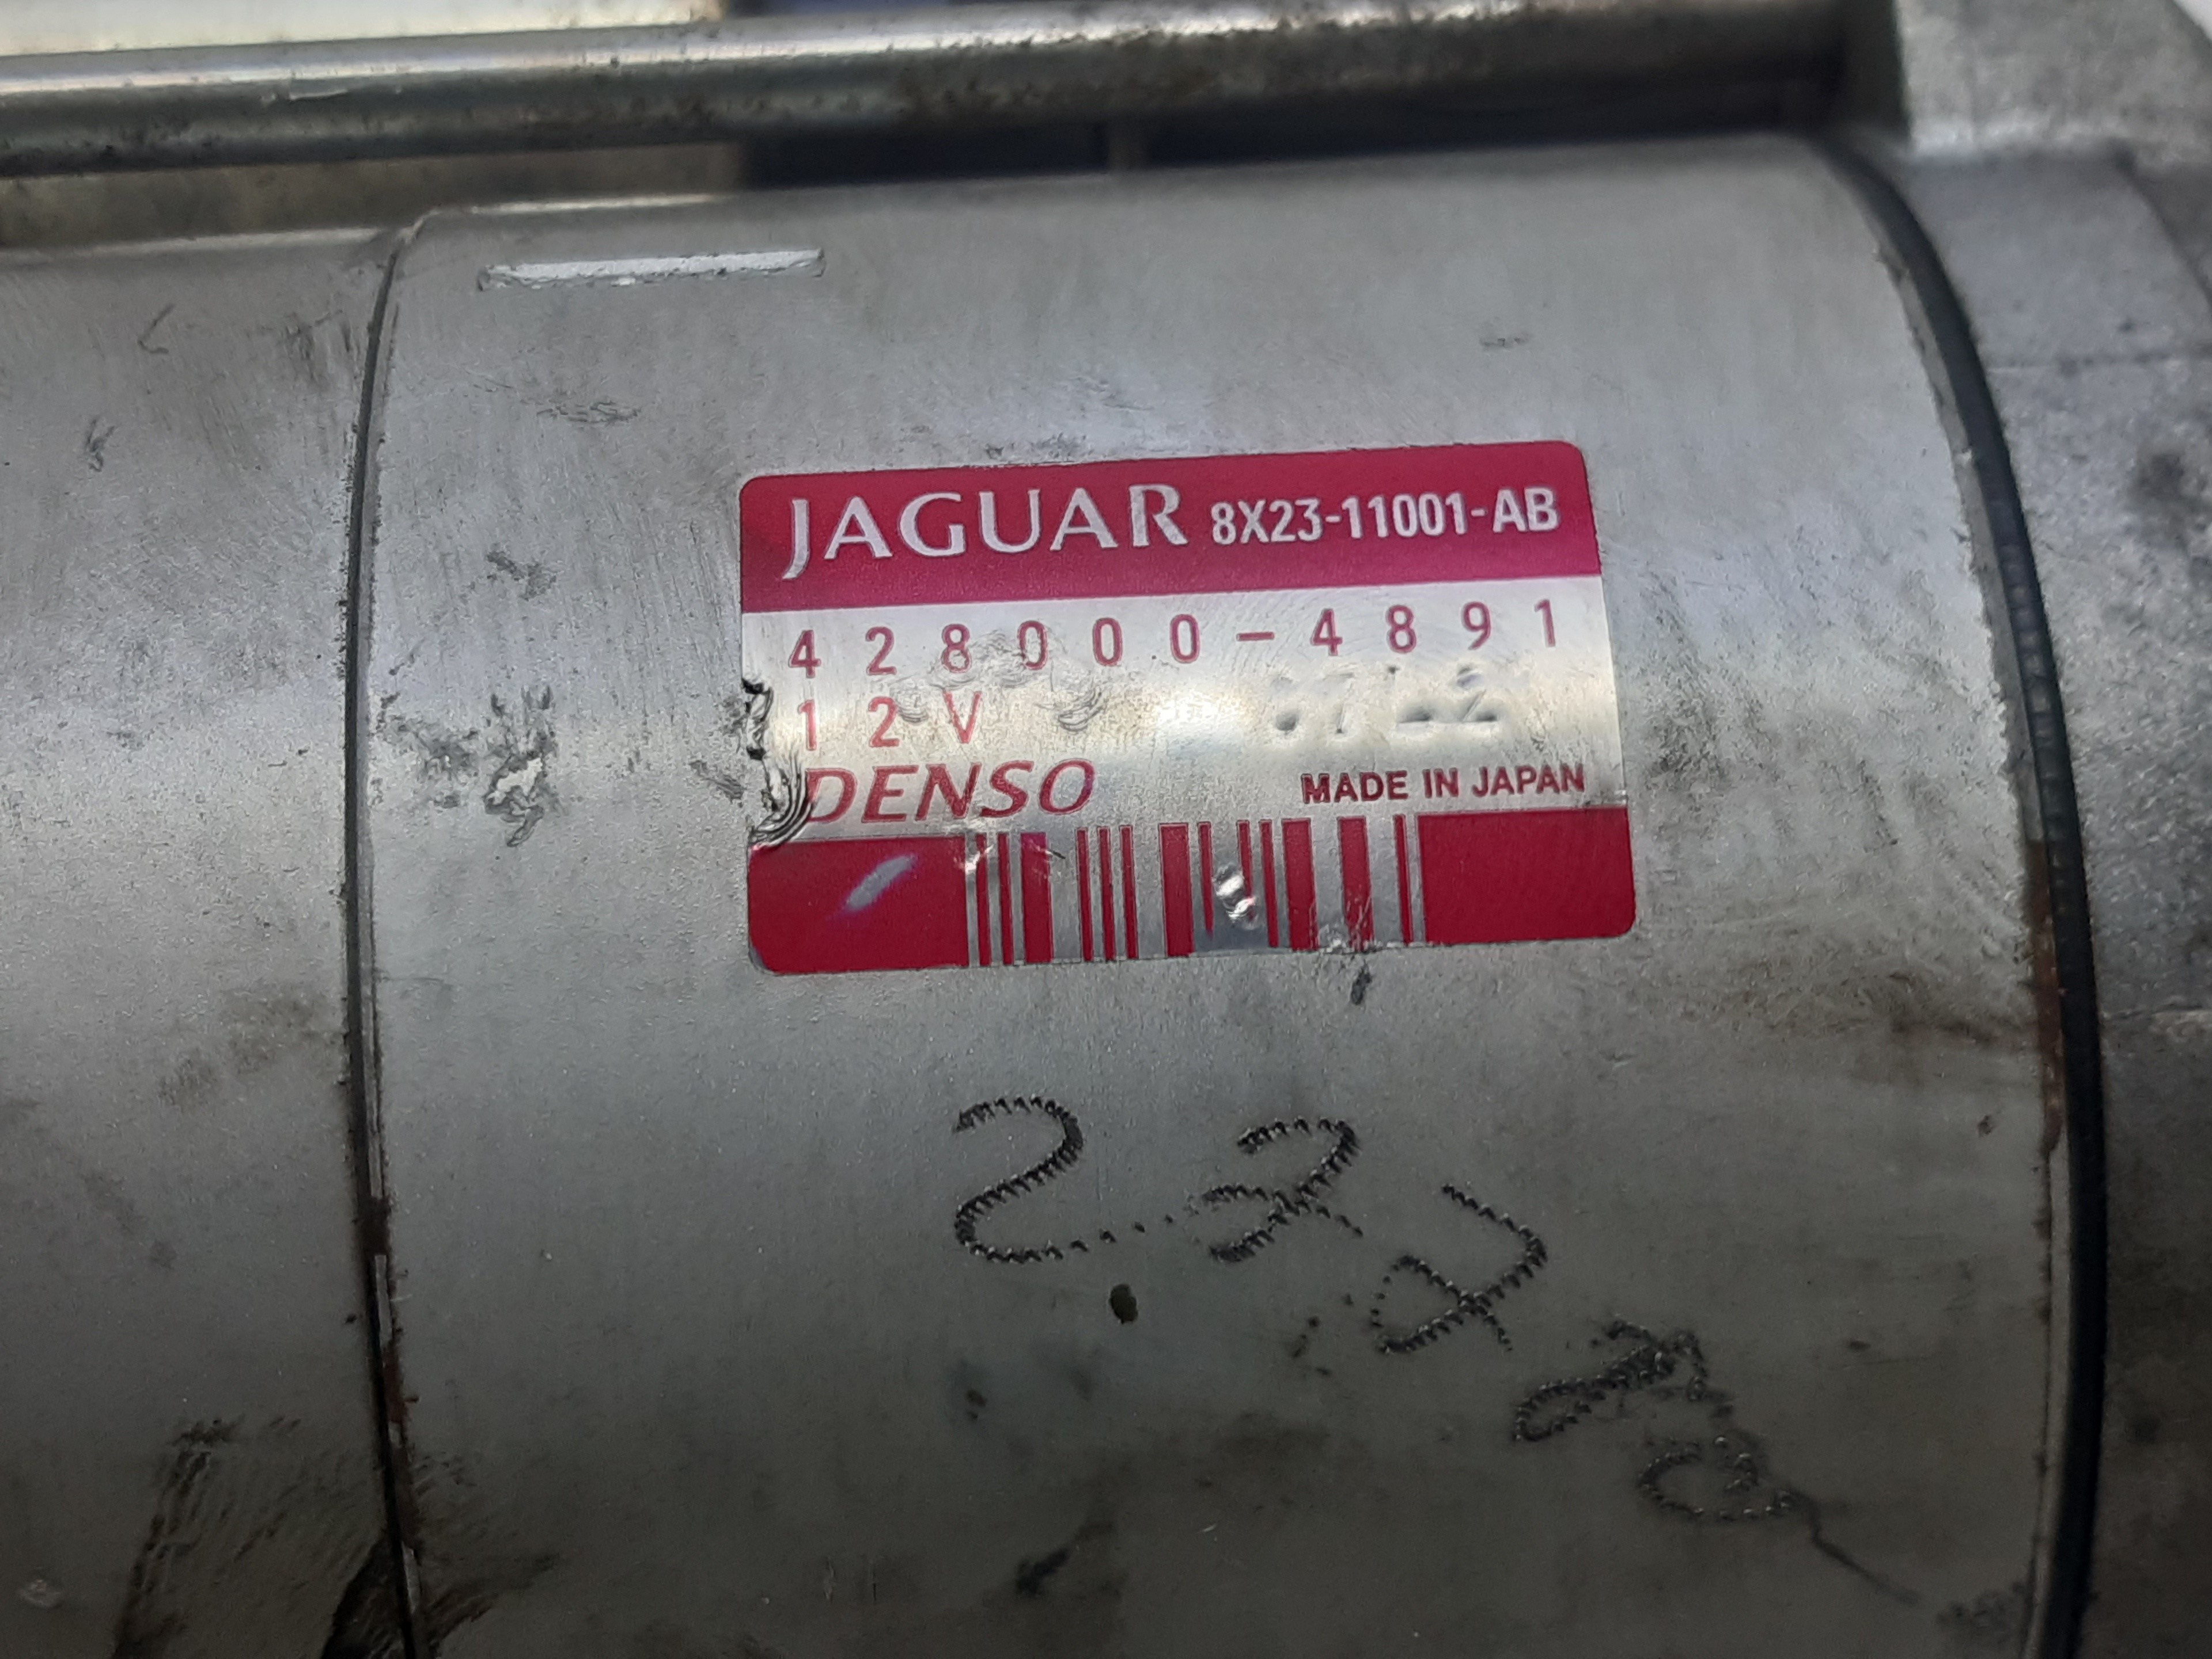 JAGUAR 8X23-11001-AB
428000-4891
12V
DENSO MADE IN JAPAN